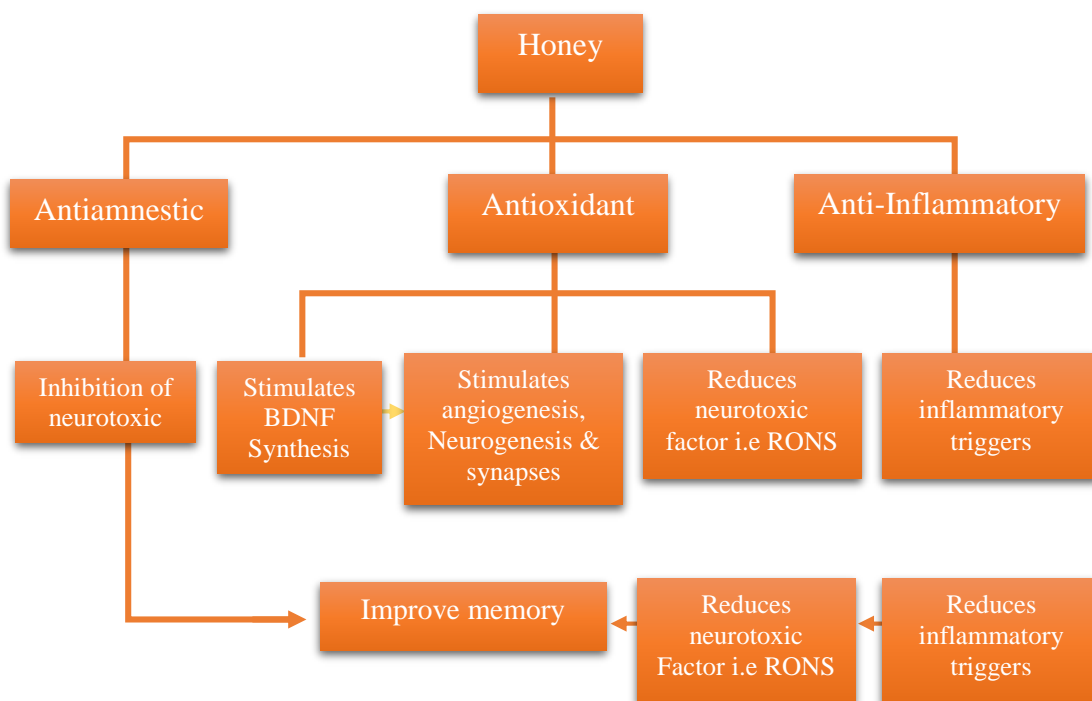 Honey
Antiamnestic
Antioxidant
Anti-Inflammatory
Inhibition of
neurotoxic
Stimulates
BDNF
Synthesis
Stimulates
angiogenesis,
Neurogenesis &
synapses
Reduces
neurotoxic
factor i.e RONS
Reduces
inflammatory
triggers
Improve memory
Reduces
neurotoxic
Factor i.e RONS
Reduces
inflammatory
triggers